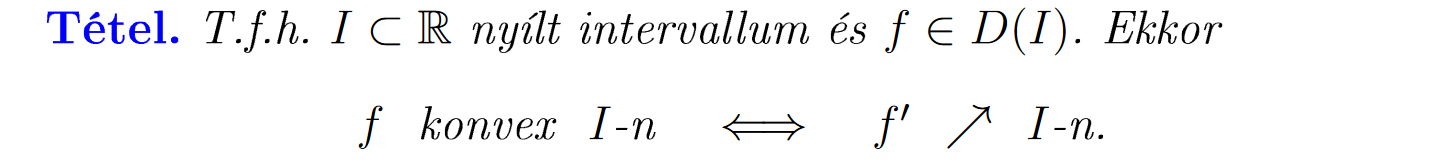 Tétel. T.f.h. I ⊂ ℝ nyílt intervallum és f ∈ D(I). Ekkor
f konvex I-n ⟺ f′ ↗ I-n.